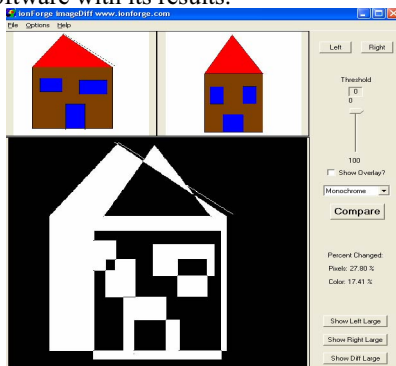 oftware with its results.
ionForge imageDiff www.ionforge.com
File Options Help
Left Right
Threshold
0
0
100
Show Overlay?
Monochrome
Compare
Percent Changed:
Pixels: 27.80 %
Color: 17.41 %
Show Left Large
Show Right Large
Show Diff Large